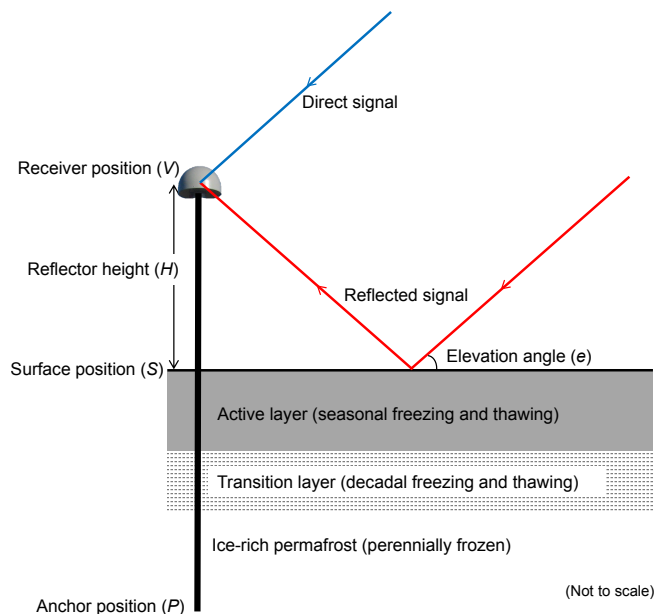 Direct signal
Receiver position (V)
Reflector height (H)
Reflected signal
Elevation angle (e)
Surface position (S)
Active layer (seasonal freezing and thawing)
Transition layer (decadal freezing and thawing)
Ice-rich permafrost (perennially frozen)
(Not to scale)
Anchor position (P)